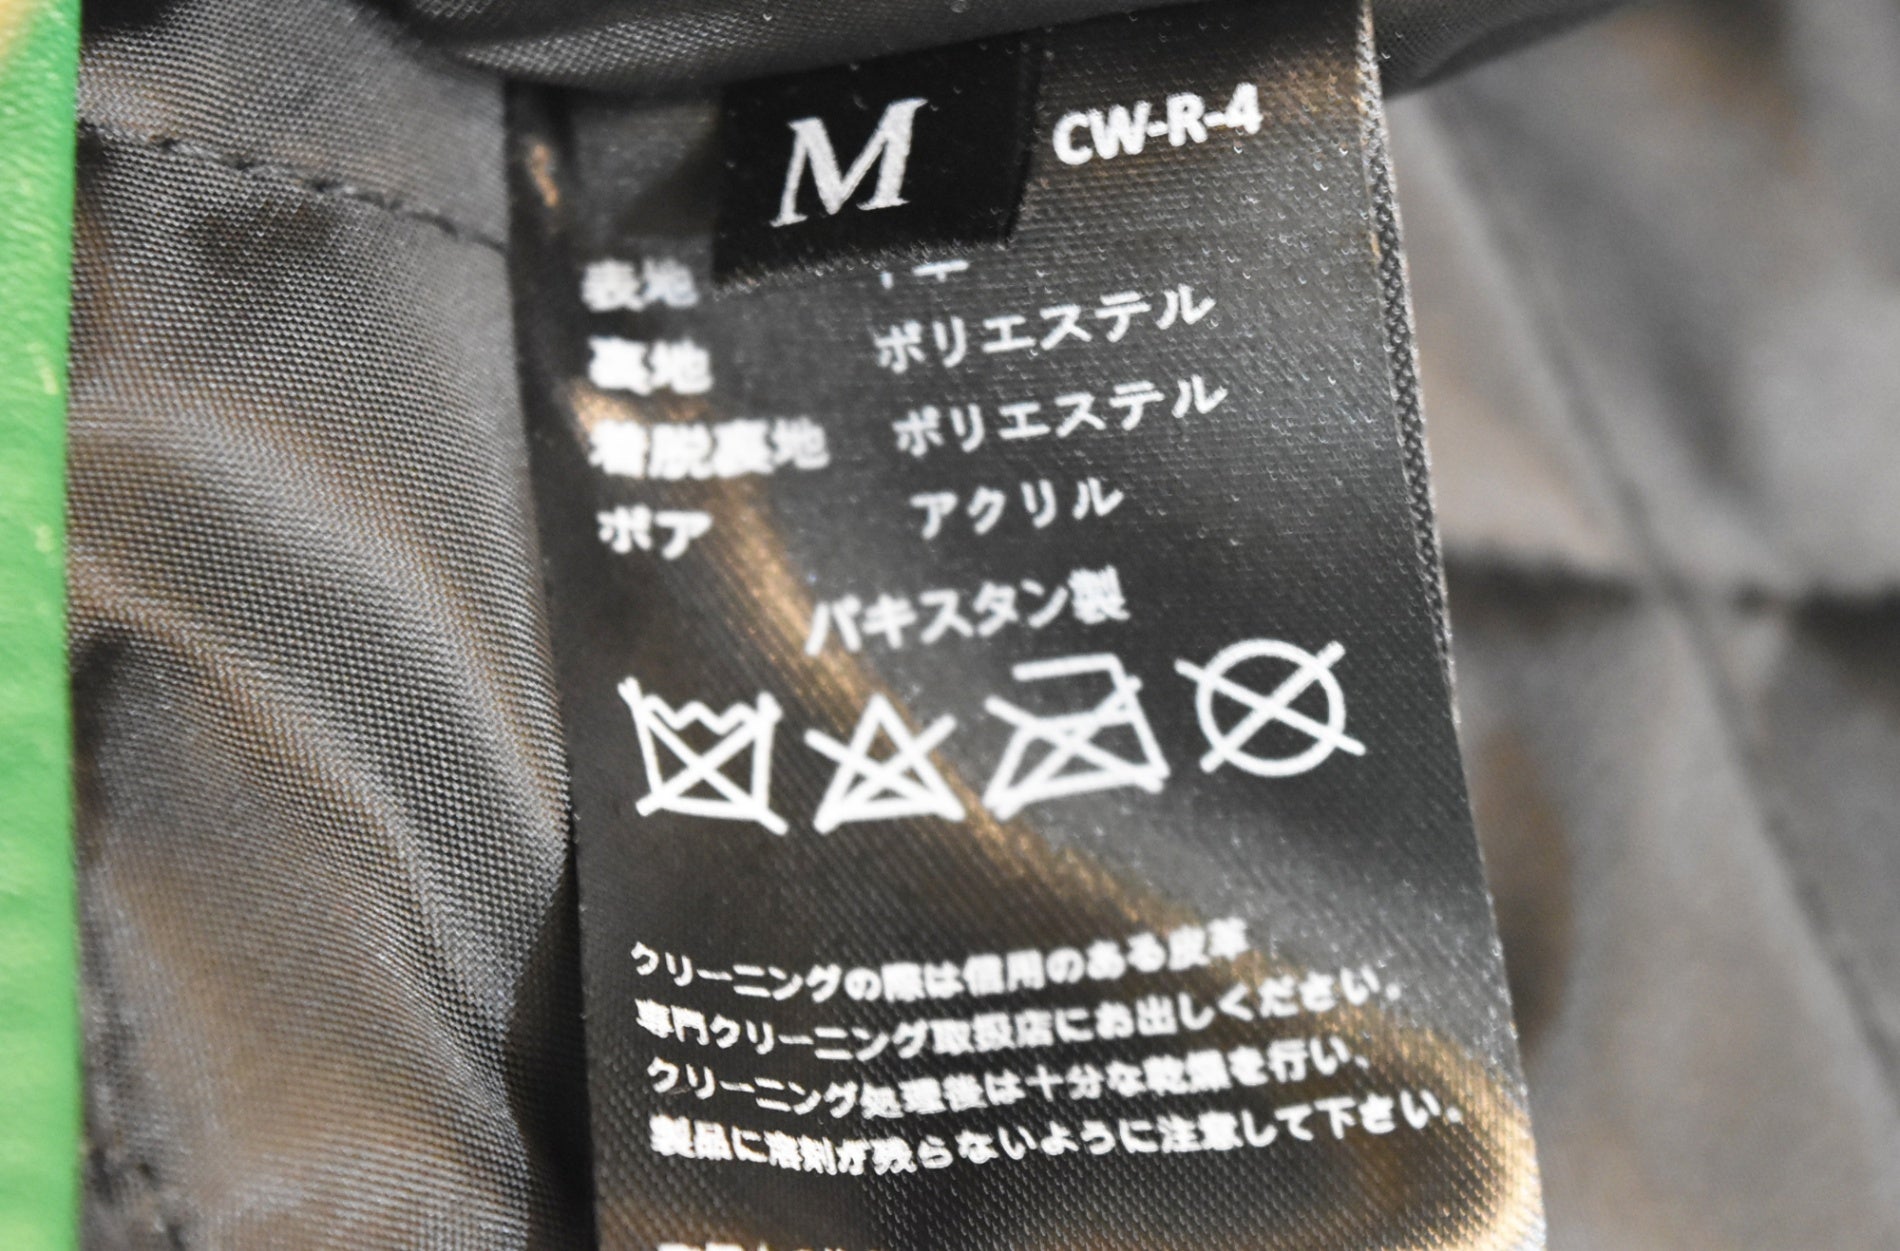 M
CW-R-4
表地
裏地 ポリエステル
着脱裏地 ポリエステル
ボア アクリル
パキスタン製
クリーニングの際は信用のある皮革
専門クリーニング取扱店にお出しください。
クリーニング処理後は十分な乾燥を行い、
製品に溶剤が残らないように注意して下さい。